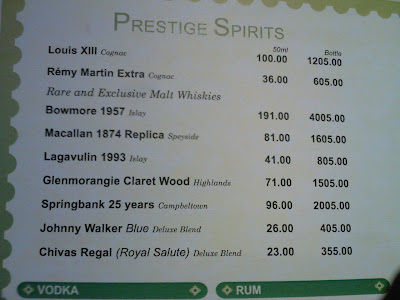 PRESTIGE SPIRITS
50ml Bottle
Louis XIII Cognac 100.00 1205.00
Rémy Martin Extra Cognac 36.00 605.00
Rare and Exclusive Malt Whiskies
Bowmore 1957 Islay 191.00 4005.00
Macallan 1874 Replica Speyside 81.00 1605.00
Lagavulin 1993 Islay 41.00 805.00
Glenmorangie Claret Wood Highlands 71.00 1505.00
Springbank 25 years Campbeltown 96.00 2005.00
Johnny Walker Blue Deluxe Blend 26.00 405.00
Chivas Regal (Royal Salute) Deluxe Blend 23.00 355.00
VODKA RUM